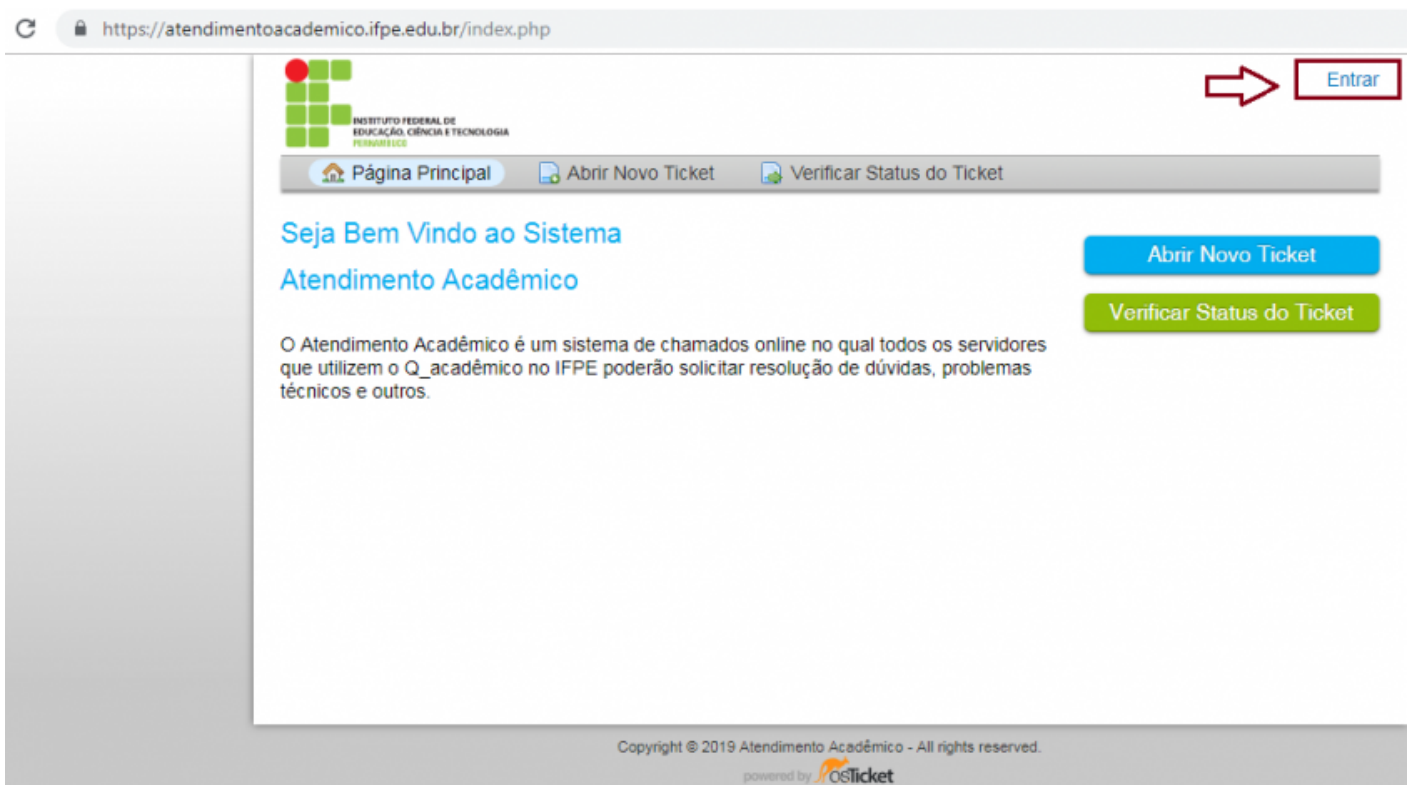 https://atendimentoacademico.ifpe.edu.br/index.php
Entrar
INSTITUTO FEDERAL DE
EDUCAÇÃO, CIÊNCIA E TECNOLOGIA
PERNAMBUCO
Página Principal Abrir Novo Ticket Verificar Status do Ticket
Seja Bem Vindo ao Sistema
Atendimento Acadêmico
O Atendimento Acadêmico é um sistema de chamados online no qual todos os servidores
que utilizem o Q_acadêmico no IFPE poderão solicitar resolução de dúvidas, problemas
técnicos e outros.
Abrir Novo Ticket
Verificar Status do Ticket
Copyright © 2019 Atendimento Acadêmico - All rights reserved.
powered by osTicket